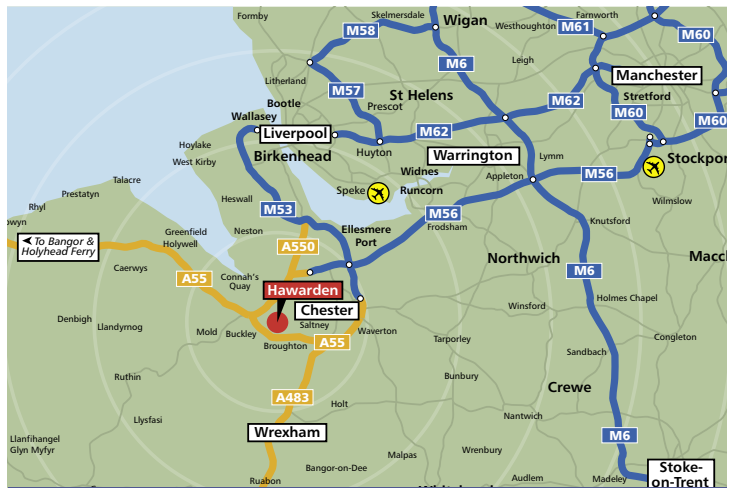 Formby
Skelmersdale
Wigan
Westhoughton
Farnworth
M61
M60
M58
M6
Leigh
Manchester
Litherland
M57
St Helens
Stretford
Bootle
Prescot
M62
M60
M60
Wallasey
Liverpool
M62
Hoylake
Birkenhead
Huyton
Warrington
Lymm
Stockpor
West Kirby
Widnes
Appleton
M56
Talacre
Speke
Runcorn
Prestatyn
Heswall
Wilmslow
Rhyl
M53
M56
owyn
Greenfield
Neston
Ellesmere
Port
Frodsham
Knutsford
To Bangor &
Holyhead Ferry
Holywell
A550
Northwich
Macc
Caerwys
A55
Connah's
Quay
M6
Hawarden
Holmes Chapel
Chester
Winsford
Denbigh
Llandyrnog
Mold
Buckley
Saltney
Waverton
Broughton
A55
Tarporley
Congleton
Sandbach
Ruthin
Bunbury
Crewe
A483
Holt
Nantwich
Llysfasi
Wrexham
M6
Llanfihangel
Glyn Myfyr
Malpas
Wrenbury
Bangor-on-Dee
Stoke-
on-Trent
Ruabon
Audlem
Madeley